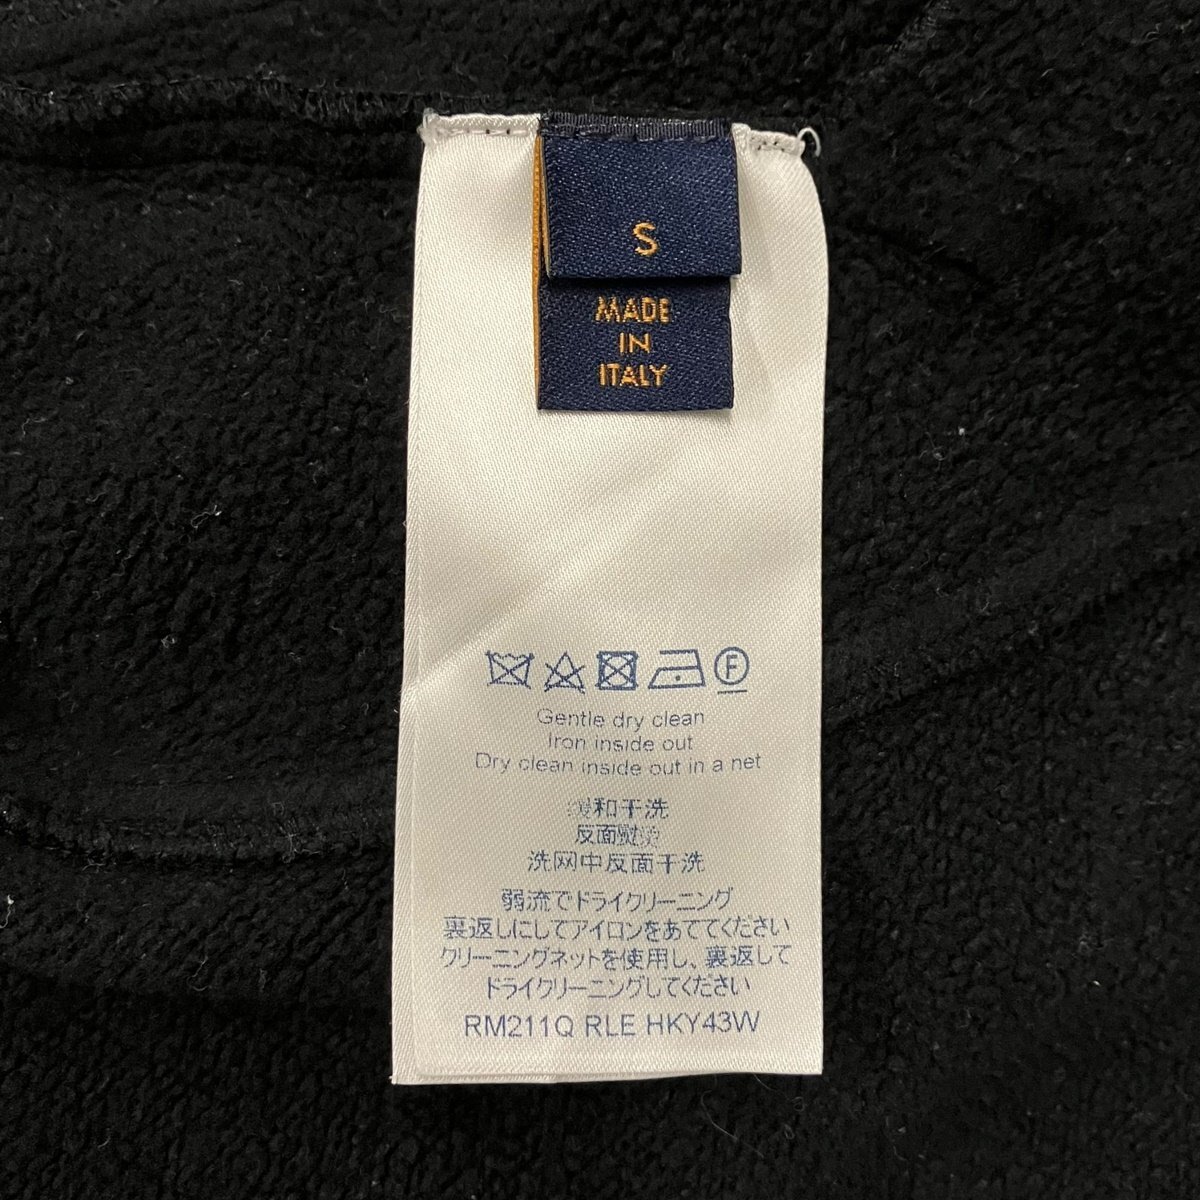 S
MADE
IN
ITALY
F
Gentle dry clean
Iron inside out
Dry clean inside out in a net
缓和干洗
反面熨烫
洗网中反面干洗
弱流でドライクリーニング
裏返しにしてアイロンをあててください
クリーニングネットを使用し、裏返して
ドライクリーニングしてください
RM211Q RLE HKY43W